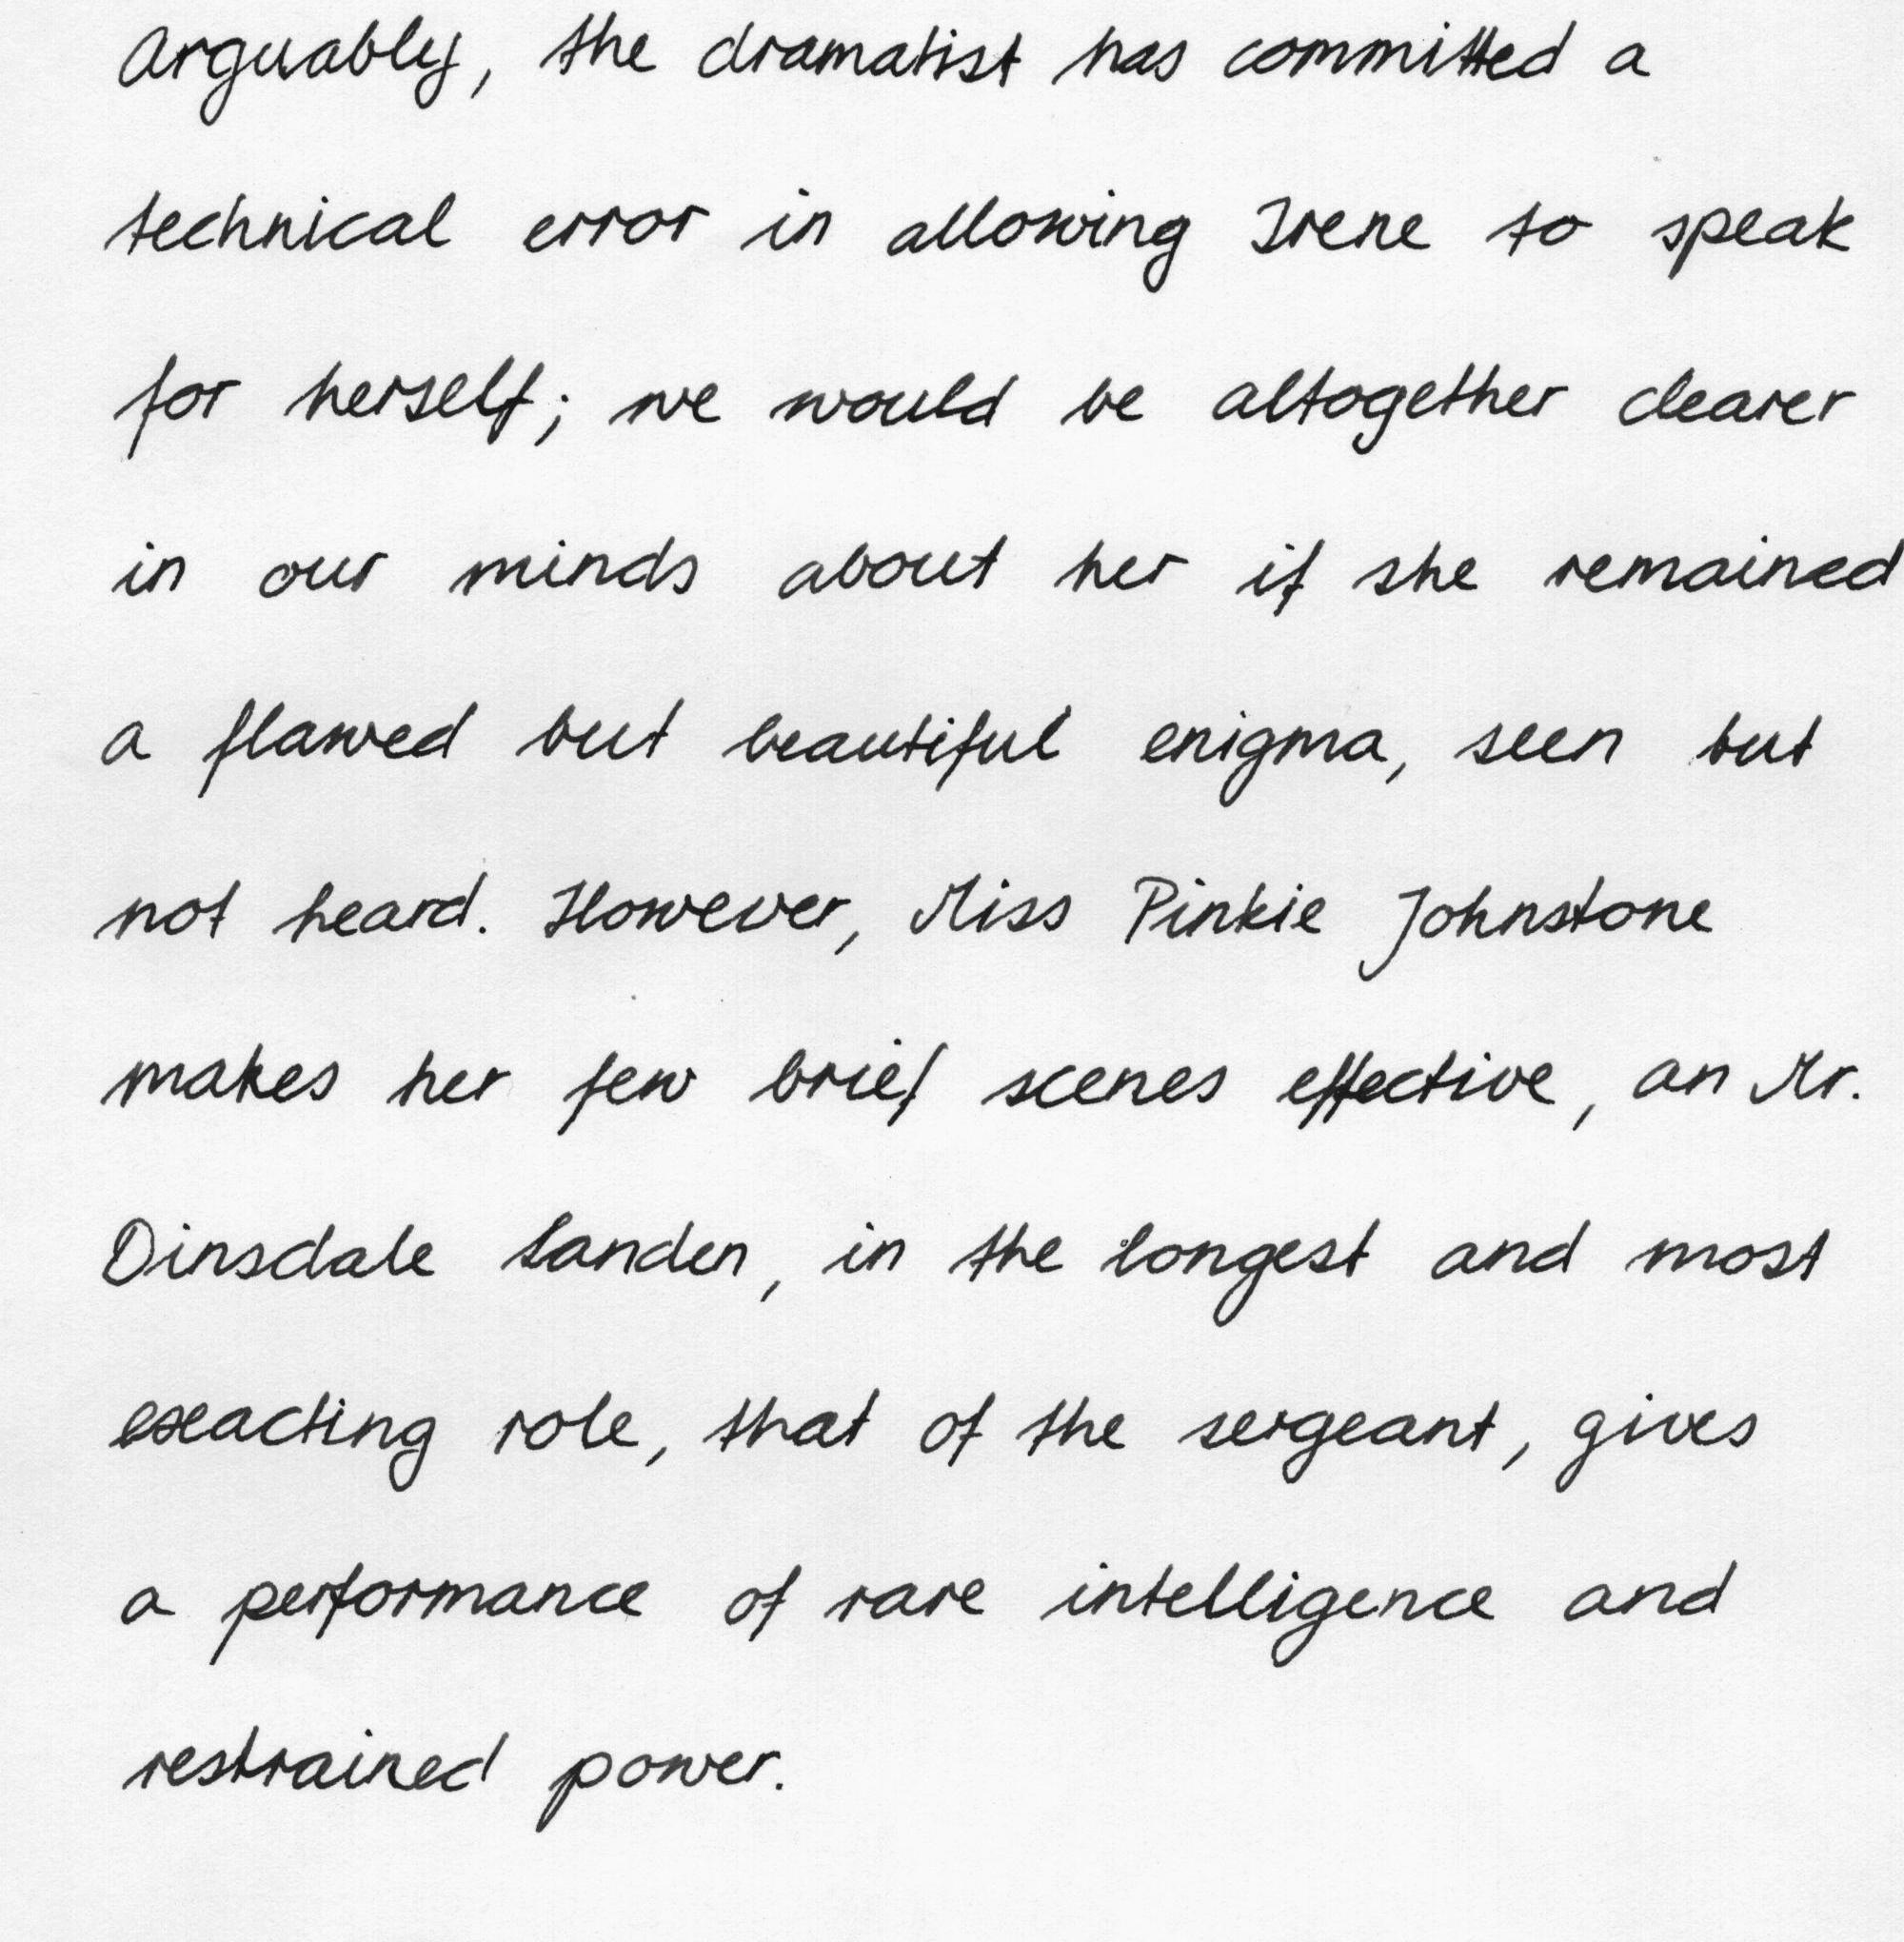 Arguably, the dramatist has committed a
technical error in allowing Irene to speak
for herself; we would be altogether clearer
in our minds about her if she remained
a flawed but beautiful enigma, seen but
not heard. However, Miss Pinkie Johnstone
makes her few brief scenes effective, an Mr.
Dinsdale Landen, in the longest and most
exacting role, that of the sergeant, gives
a performance of rare intelligence and
restrained power.